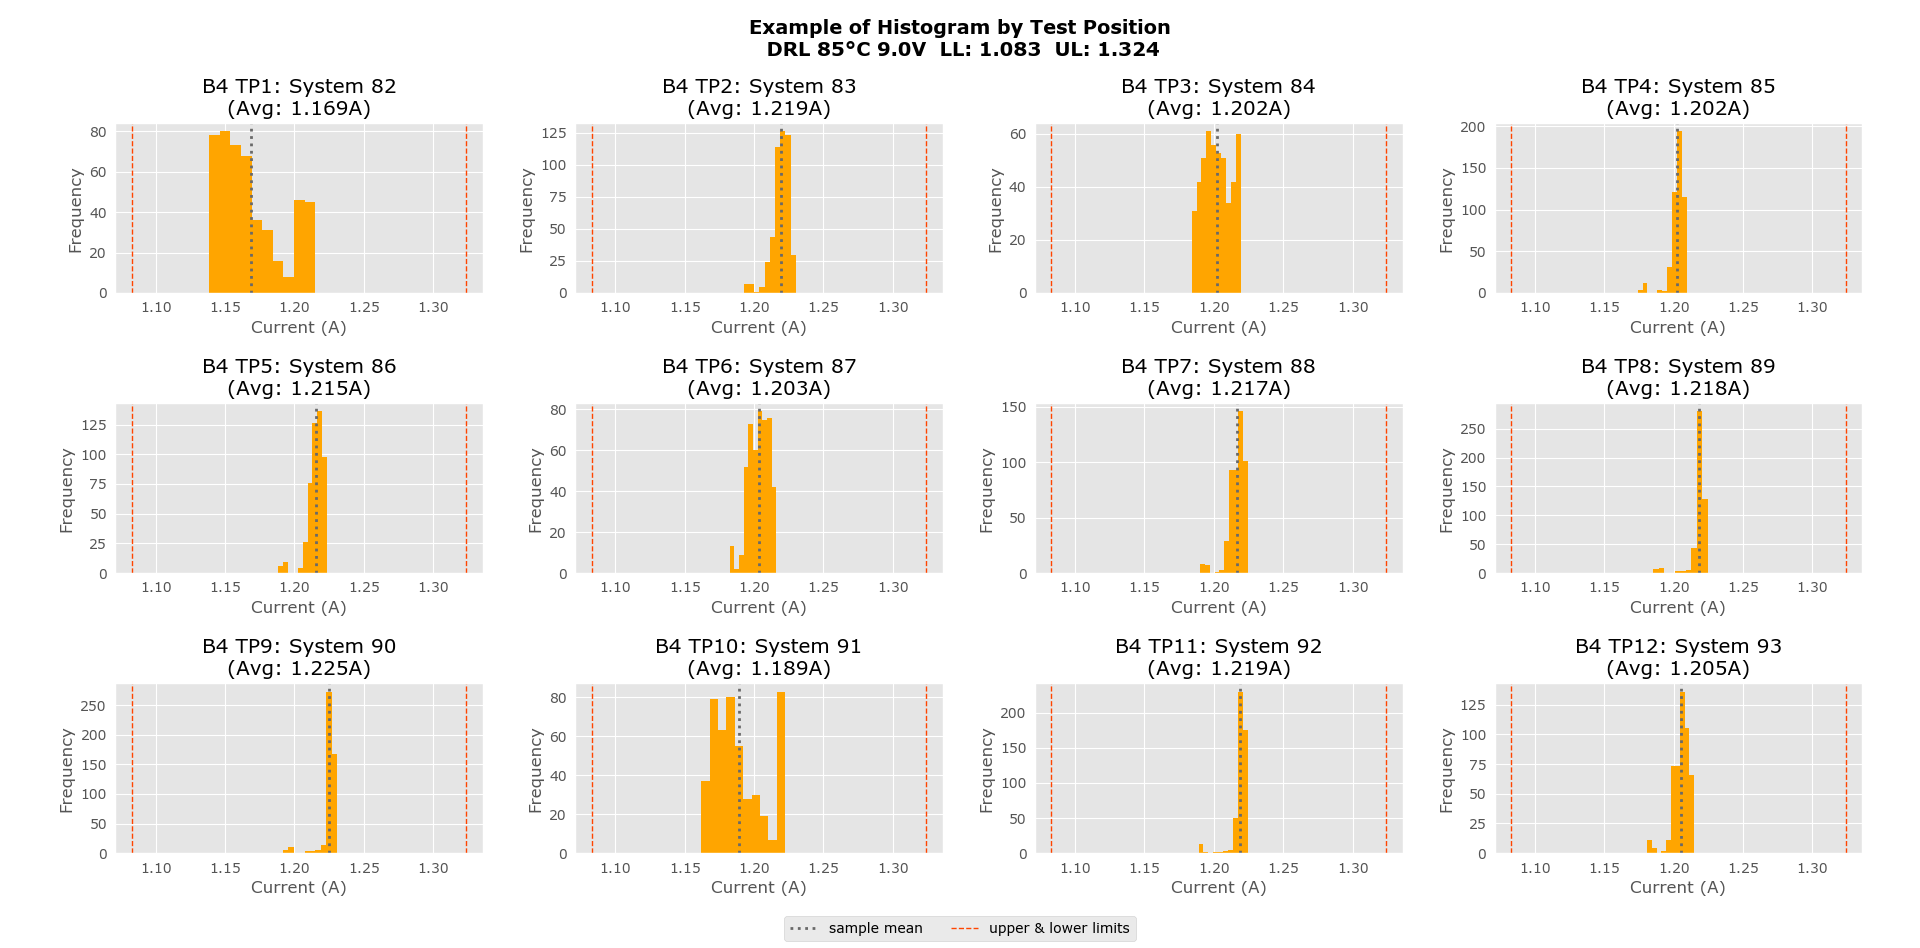 Example of Histogram by Test Position
DRL 85°C 9.0V  LL: 1.083  UL: 1.324
B4 TP1: System 82
(Avg: 1.169A)
80
60
40
20
0
Frequency
1.10 1.15 1.20 1.25 1.30
Current (A)
B4 TP2: System 83
(Avg: 1.219A)
125
100
75
50
25
0
Frequency
1.10 1.15 1.20 1.25 1.30
Current (A)
B4 TP3: System 84
(Avg: 1.202A)
60
40
20
0
Frequency
1.10 1.15 1.20 1.25 1.30
Current (A)
B4 TP4: System 85
(Avg: 1.202A)
200
150
100
50
0
Frequency
1.10 1.15 1.20 1.25 1.30
Current (A)
B4 TP5: System 86
(Avg: 1.215A)
125
100
75
50
25
0
Frequency
1.10 1.15 1.20 1.25 1.30
Current (A)
B4 TP6: System 87
(Avg: 1.203A)
80
60
40
20
0
Frequency
1.10 1.15 1.20 1.25 1.30
Current (A)
B4 TP7: System 88
(Avg: 1.217A)
150
100
50
0
Frequency
1.10 1.15 1.20 1.25 1.30
Current (A)
B4 TP8: System 89
(Avg: 1.218A)
250
200
150
100
50
0
Frequency
1.10 1.15 1.20 1.25 1.30
Current (A)
B4 TP9: System 90
(Avg: 1.225A)
250
200
150
100
50
0
Frequency
1.10 1.15 1.20 1.25 1.30
Current (A)
B4 TP10: System 91
(Avg: 1.189A)
80
60
40
20
0
Frequency
1.10 1.15 1.20 1.25 1.30
Current (A)
B4 TP11: System 92
(Avg: 1.219A)
200
150
100
50
0
Frequency
1.10 1.15 1.20 1.25 1.30
Current (A)
B4 TP12: System 93
(Avg: 1.205A)
125
100
75
50
25
0
Frequency
1.10 1.15 1.20 1.25 1.30
Current (A)
sample mean
upper & lower limits